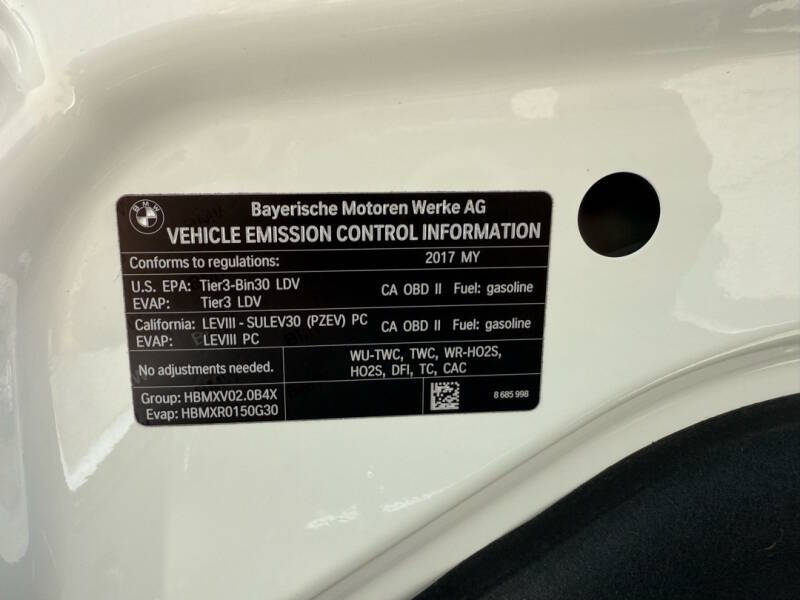 BMW
Bayerische Motoren Werke AG
VEHICLE EMISSION CONTROL INFORMATION
Conforms to regulations: 2017 MY
U.S. EPA: Tier3-Bin30 LDV CA OBD II Fuel: gasoline
EVAP: Tier3 LDV
California: LEVIII - SULEV30 (PZEV) PC CA OBD II Fuel: gasoline
EVAP: LEVIII PC
No adjustments needed.
WU-TWC, TWC, WR-HO2S,
HO2S, DFI, TC, CAC
Group: HBMXV02.0B4X
Evap: HBMXR0150G30
8 685 998